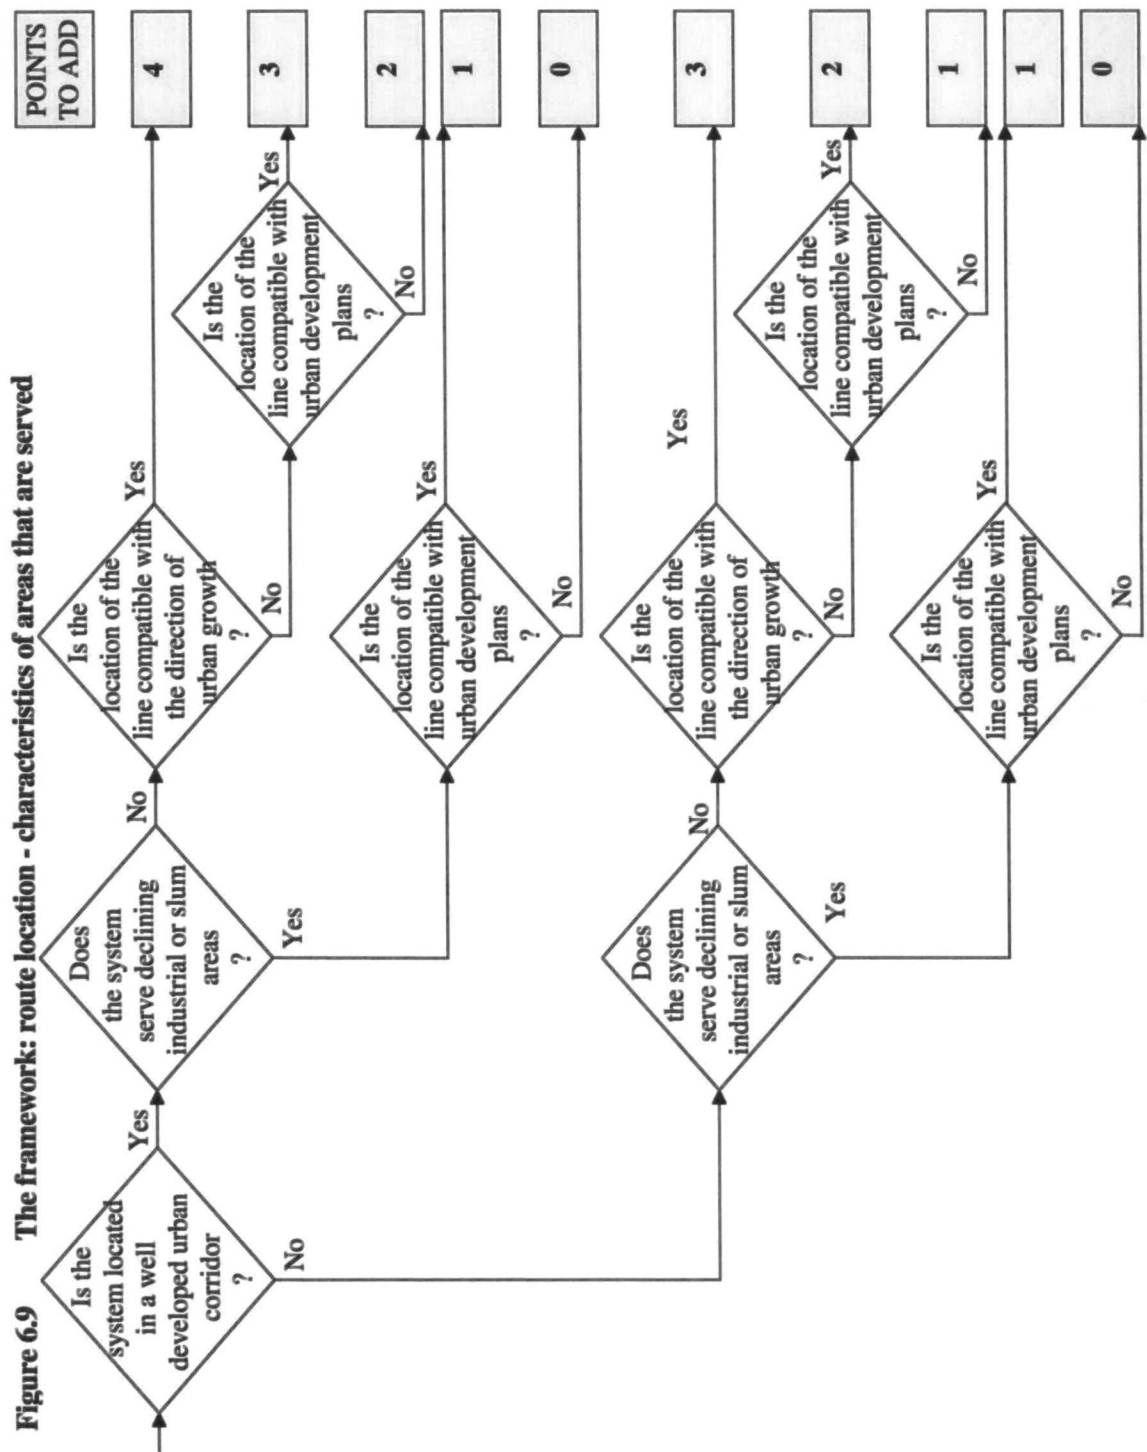 Figure 6.9 The framework: route location - characteristics of areas that are served
POINTS
TO ADD
Is the
system located
in a well
developed urban
corridor
?
Yes
No
Does
the system
serve declining
industrial or slum
areas
?
No
Yes
Is the
location of the
line compatible with
the direction of
urban growth
?
Yes
No
4
Is the
location of the
line compatible with
urban development
plans
?
Yes
No
3
2
Is the
location of the
line compatible with
urban development
plans
?
Yes
No
1
0
Does
the system
serve declining
industrial or slum
areas
?
No
Yes
Is the
location of the
line compatible with
the direction of
urban growth
?
Yes
No
3
Is the
location of the
line compatible with
urban development
plans
?
Yes
No
2
1
Is the
location of the
line compatible with
urban development
plans
?
Yes
No
1
0